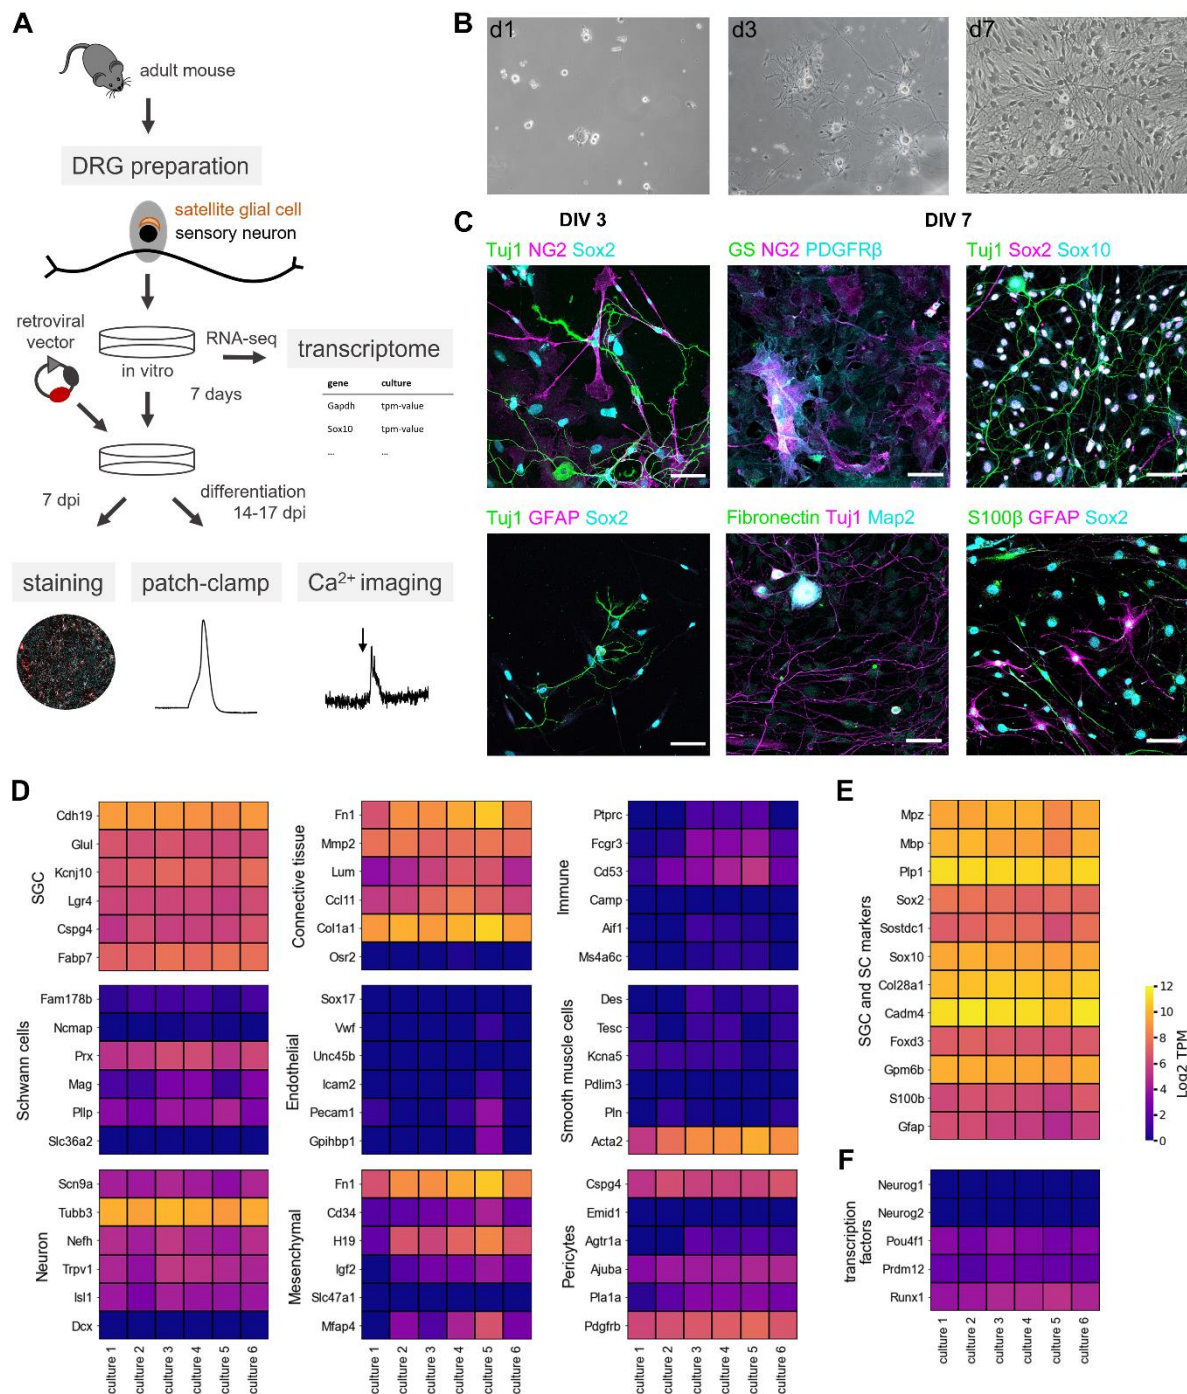 A
adult mouse
DRG preparation
satellite glial cell
sensory neuron
retroviral
vector
in vitro
RNA-seq
transcriptome
gene culture
Gapdh tpm-value
Sox10 tpm-value
... ...
7 days
7 dpi
differentiation
14-17 dpi
staining
patch-clamp
Ca2+ imaging
B
d1
d3
d7
C
DIV 3
DIV 7
Tuj1 NG2 Sox2
GS NG2 PDGFRβ
Tuj1 Sox2 Sox10
Tuj1 GFAP Sox2
Fibronectin Tuj1 Map2
S100β GFAP Sox2
D
SGC
Cdh19
Glul
Kcnj10
Lgr4
Cspg4
Fabp7
Connective tissue
Fn1
Mmp2
Lum
Ccl11
Col1a1
Osr2
Immune
Ptprc
Fcgr3
Cd53
Camp
Aif1
Ms4a6c
Schwann cells
Fam178b
Ncmap
Prx
Mag
Pllp
Slc36a2
Endothelial
Sox17
Vwf
Unc45b
Icam2
Pecam1
Gpihbp1
Smooth muscle cells
Des
Tesc
Kcna5
Pdlim3
Pln
Acta2
Neuron
Scn9a
Tubb3
Nefh
Trpv1
Isl1
Dcx
culture 1
culture 2
culture 3
culture 4
culture 5
culture 6
Mesenchymal
Fn1
Cd34
H19
Igf2
Slc47a1
Mfap4
culture 1
culture 2
culture 3
culture 4
culture 5
culture 6
Pericytes
Cspg4
Emid1
Agtr1a
Ajuba
Pla1a
Pdgfrb
culture 1
culture 2
culture 3
culture 4
culture 5
culture 6
E
SGC and SC markers
Mpz
Mbp
Plp1
Sox2
Sostdc1
Sox10
Col28a1
Cadm4
Foxd3
Gpm6b
S100b
Gfap
12
10
8
6
4
2
0
Log2 TPM
F
transcription
factors
Neurog1
Neurog2
Pou4f1
Prdm12
Runx1
culture 1
culture 2
culture 3
culture 4
culture 5
culture 6